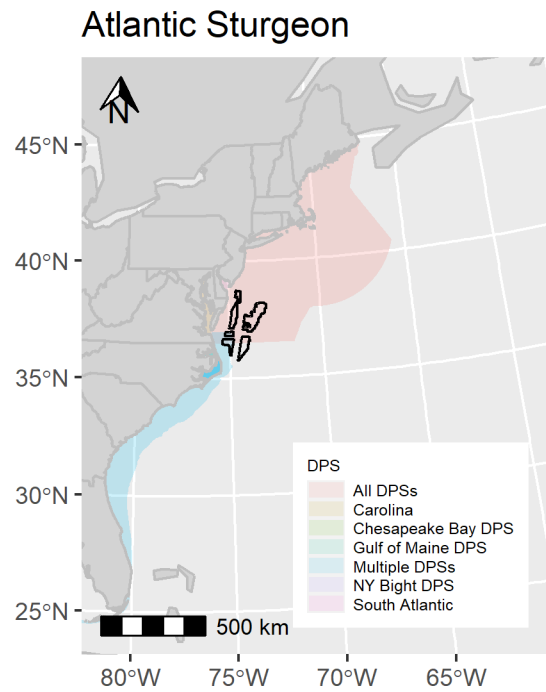 Atlantic Sturgeon
N
45°N
40°N
35°N
30°N
25°N
DPS
All DPSs
Carolina
Chesapeake Bay DPS
Gulf of Maine DPS
Multiple DPSs
NY Bight DPS
South Atlantic
500 km
80°W
75°W
70°W
65°W